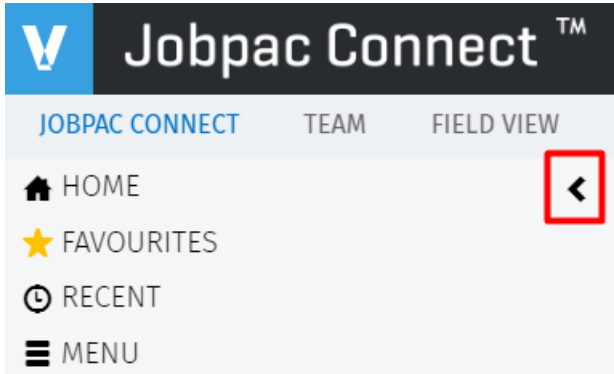 Jobpac Connect ™
JOBPAC CONNECT TEAM FIELD VIEW
HOME
FAVOURITES
RECENT
MENU